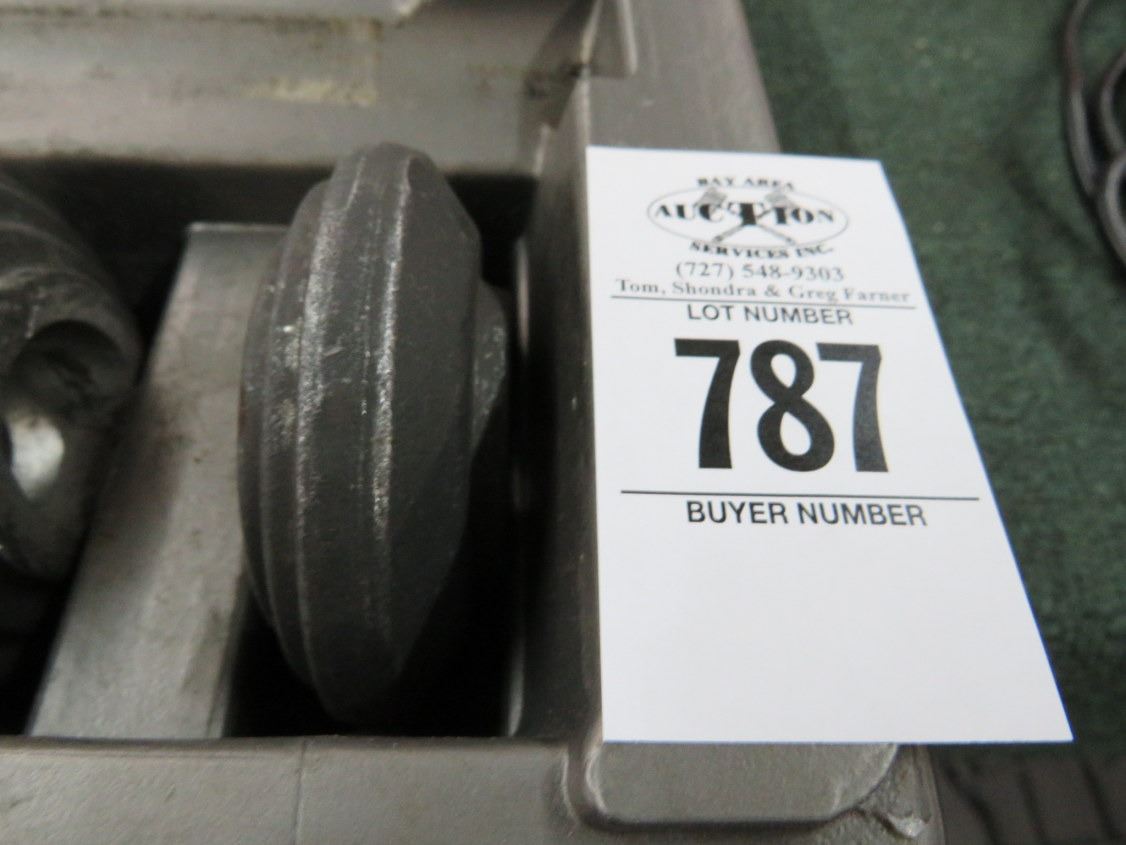 BAY AREA
AUCTION
SERVICES INC.
(727) 548-9303
Tom, Shondra & Greg Farner
LOT NUMBER
787
BUYER NUMBER